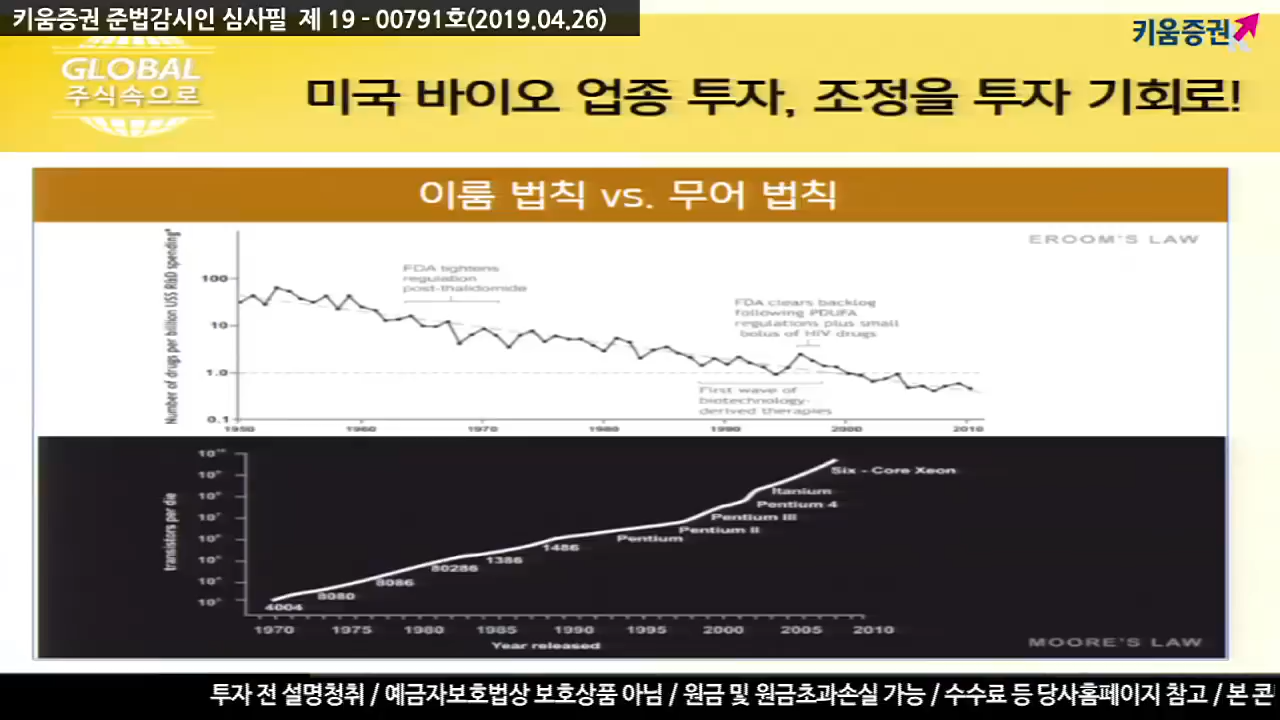 키움증권 준법감시인 심사필 제 19 - 00791호(2019.04.26)
키움증권
GLOBAL
주식속으로
미국 바이오 업종 투자, 조정을 투자 기회로!
이룸 법칙 vs. 무어 법칙
EROOM'S LAW
Number of drugs per billion US$ R&D spending*
100
10
1.0
0.1
FDA tightens
regulation
post-thalidomide
FDA clears backlog
following PDUFA
regulations plus small
bolus of HIV drugs
First wave of
biotechnology-
derived therapies
1950 1960 1970 1980 1990 2000 2010
transistors per die
Six - Core Xeon
Itanium
Pentium 4
Pentium III
Pentium II
Pentium
1486
1386
80286
8086
8080
4004
1970 1975 1980 1985 1990 1995 2000 2005 2010
Year released
MOORE'S LAW
투자 전 설명청취 / 예금자보호법상 보호상품 아님 / 원금 및 원금초과손실 가능 / 수수료 등 당사홈페이지 참고 / 본 콘